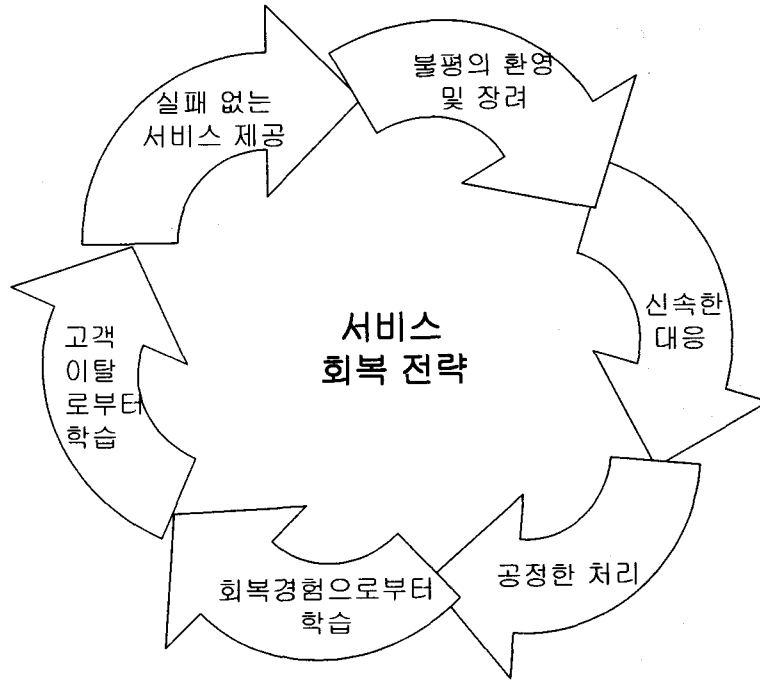 실패 없는
서비스 제공
불평의 환영
및 장려
신속한
대응
공정한 처리
회복경험으로부터
학습
고객
이탈
로부터
학습
서비스
회복 전략